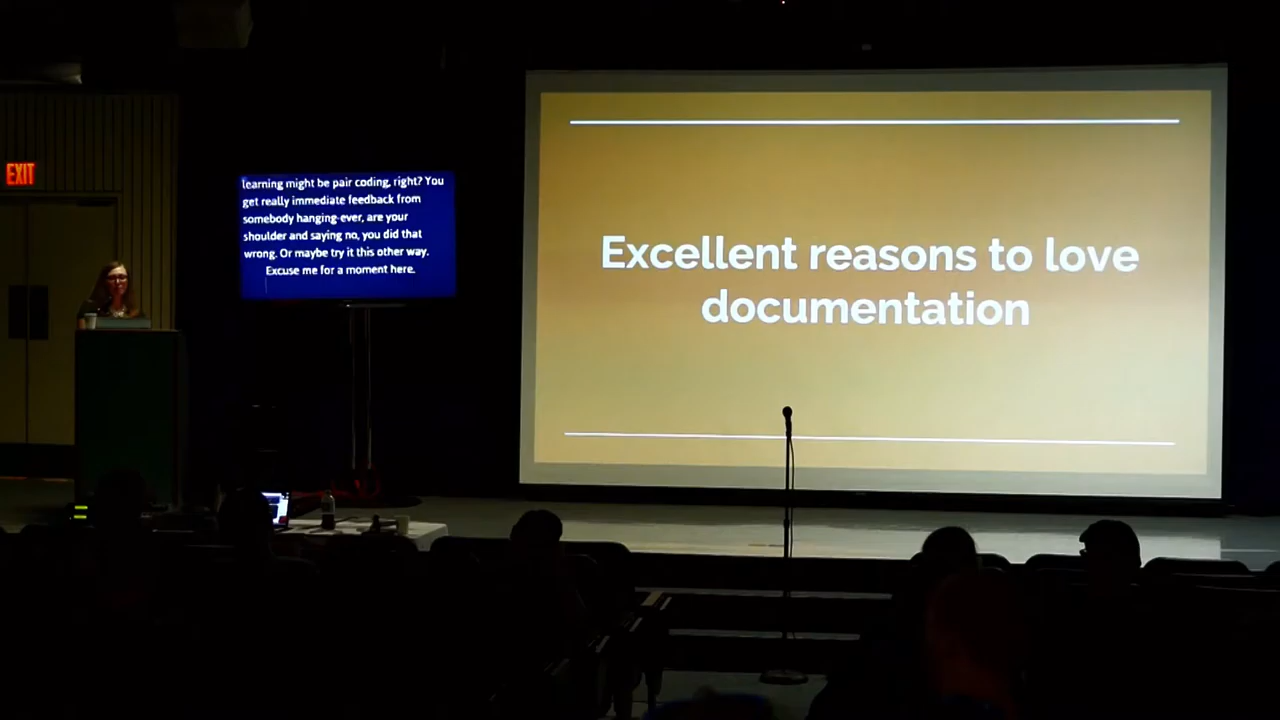 EXIT
learning might be pair coding, right? You
get really immediate feedback from
somebody hanging-ever, are your
shoulder and saying no, you did that
wrong. Or maybe try it this other way.
Excuse me for a moment here.
Excellent reasons to love
documentation